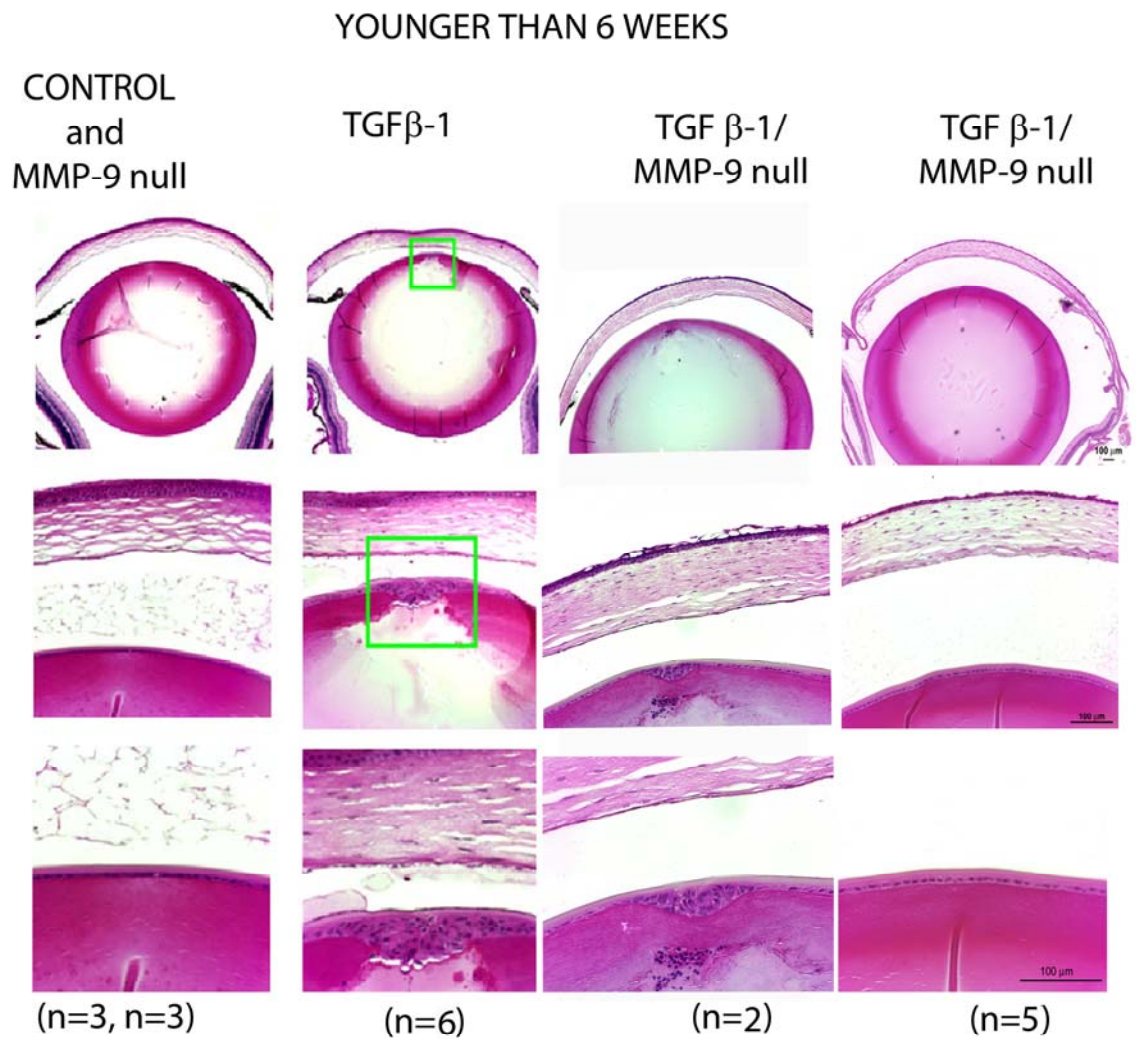 YOUNGER THAN 6 WEEKS
CONTROL
and
MMP-9 null
TGFβ-1
TGF β-1/
MMP-9 null
TGF β-1/
MMP-9 null
100 µm
100 µm
100 µm
(n=3, n=3)
(n=6)
(n=2)
(n=5)